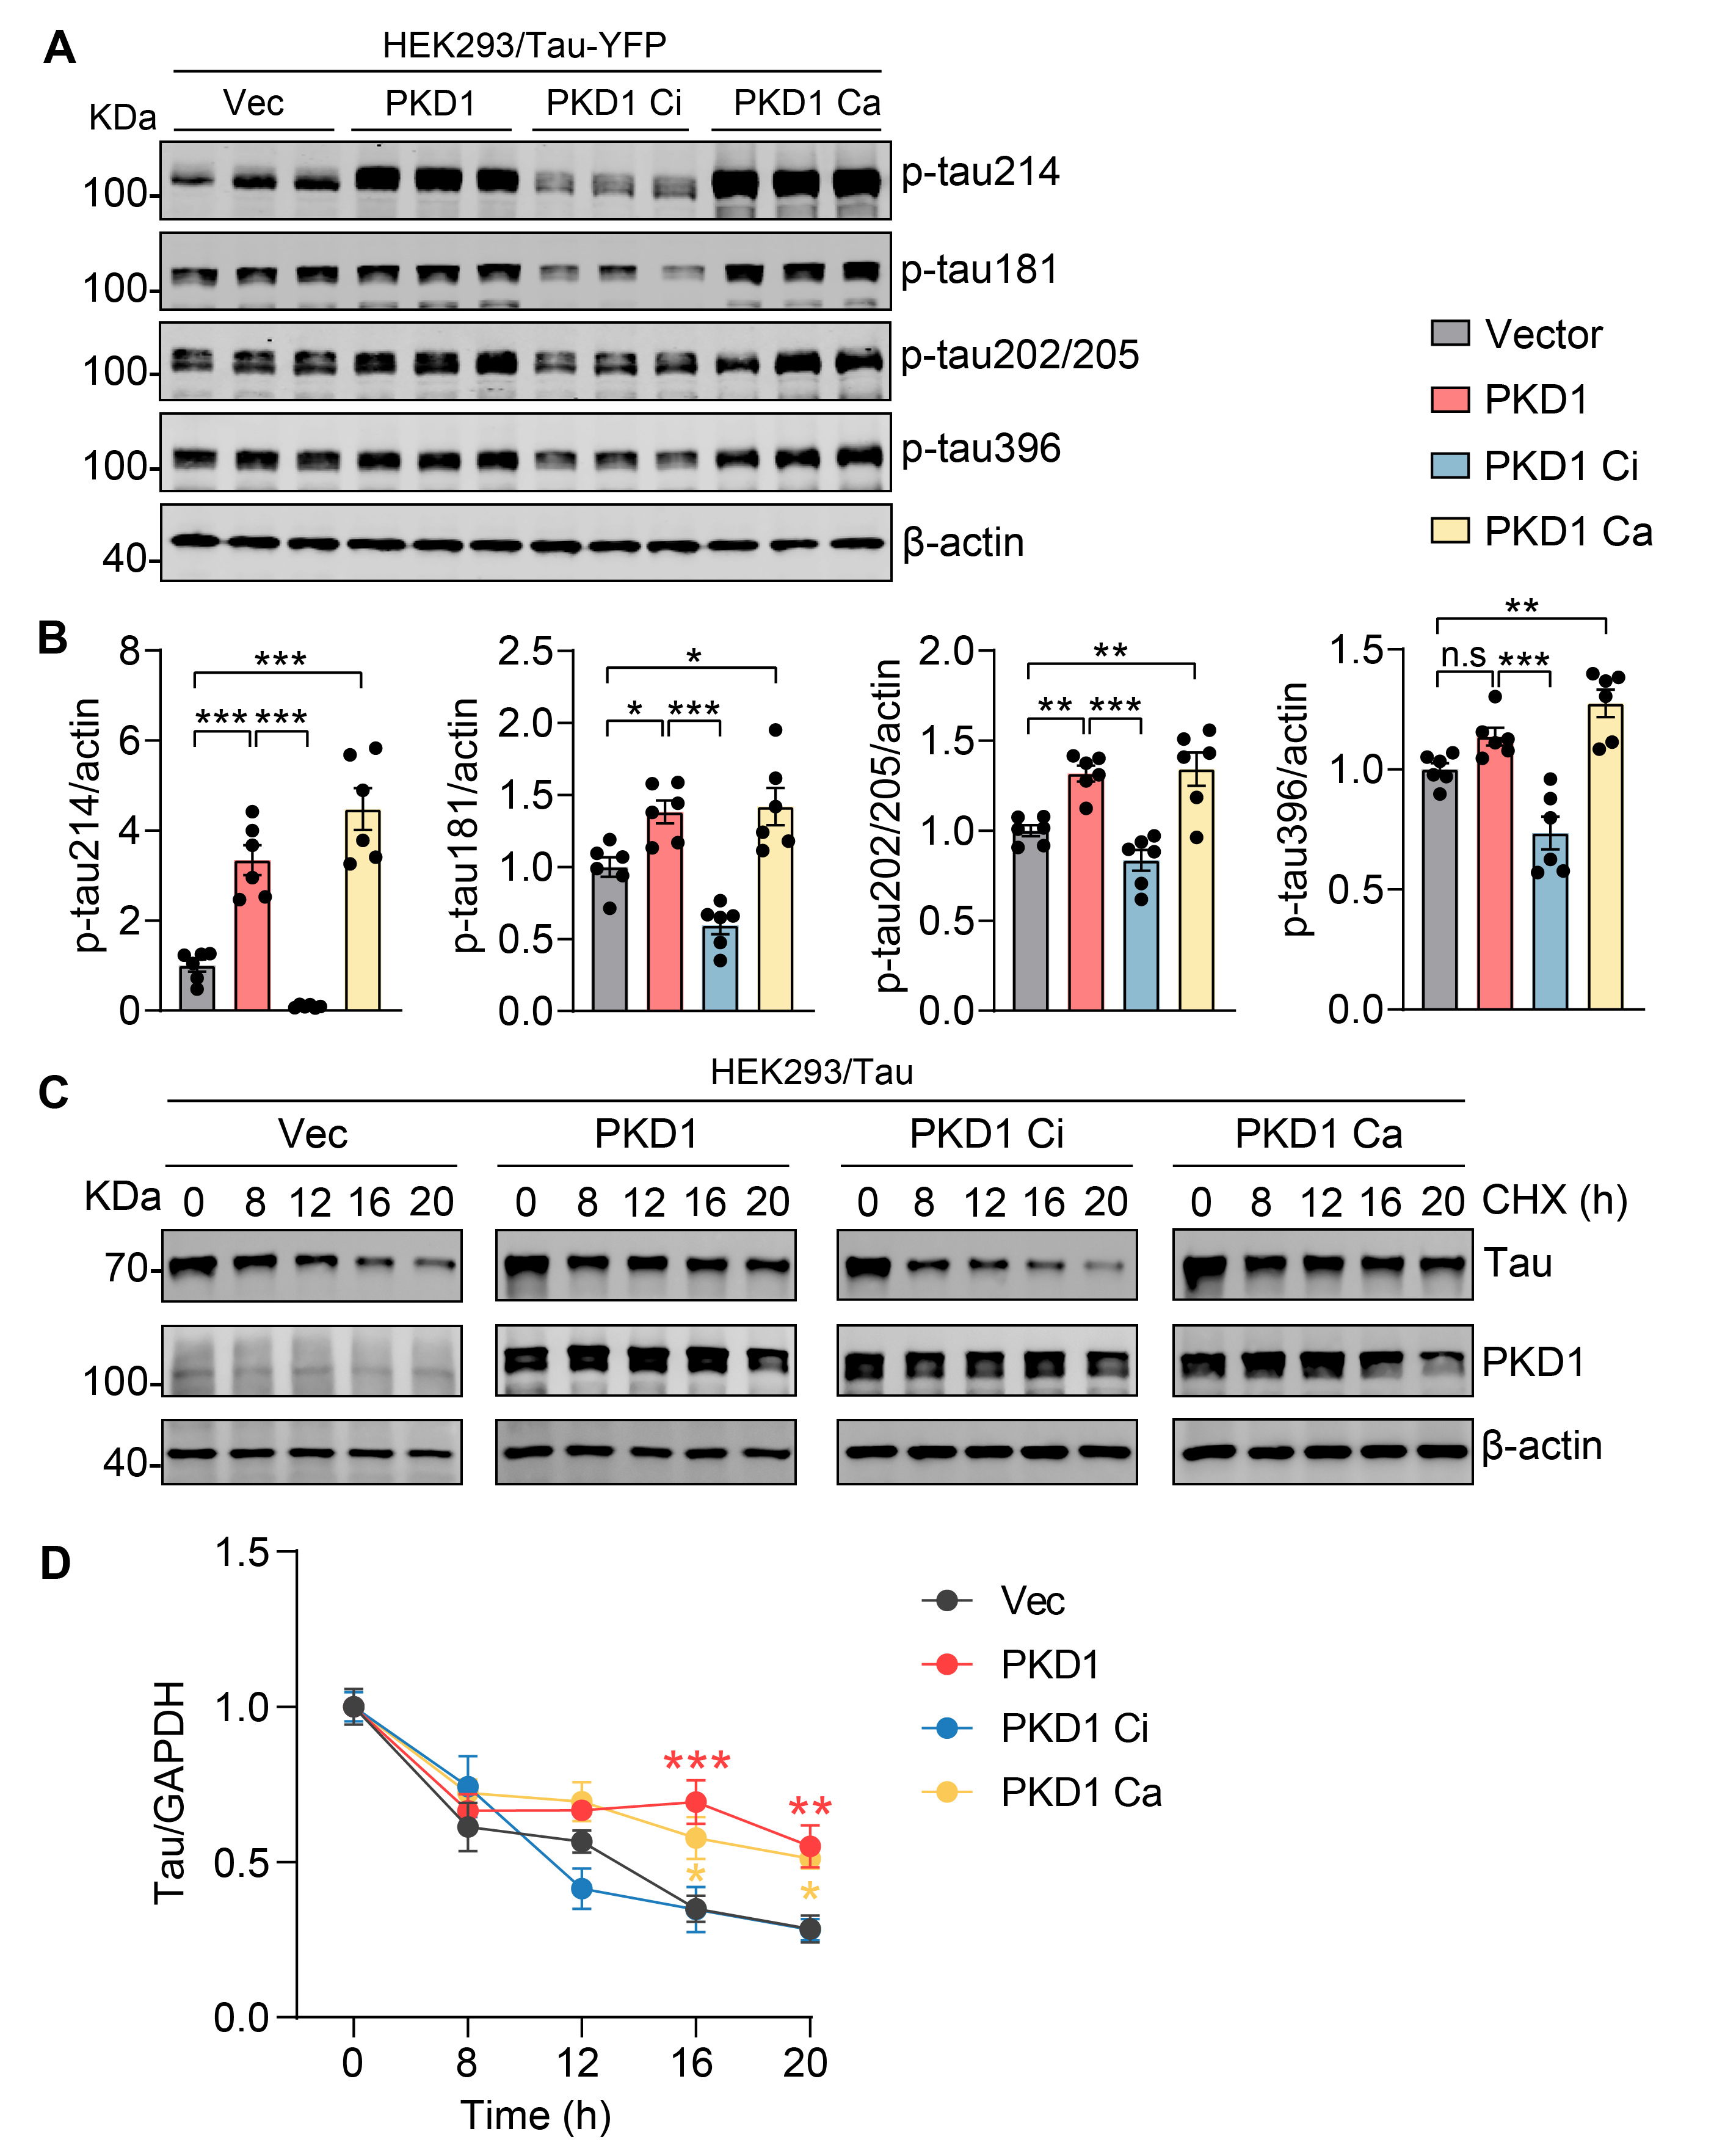 A
HEK293/Tau-YFP
KDa
Vec PKD1 PKD1 Ci PKD1 Ca
100 p-tau214
100 p-tau181
100 p-tau202/205
100 p-tau396
40 β-actin
Vector
PKD1
PKD1 Ci
PKD1 Ca
B
p-tau214/actin
8
6
4
2
0
***
*** ***
p-tau181/actin
2.5
2.0
1.5
1.0
0.5
0.0
*
* ***
p-tau202/205/actin
2.0
1.5
1.0
0.5
0.0
**
** ***
p-tau396/actin
1.5
1.0
0.5
0.0
**
n.s ***
C
HEK293/Tau
Vec PKD1 PKD1 Ci PKD1 Ca
KDa 0 8 12 16 20 0 8 12 16 20 0 8 12 16 20 0 8 12 16 20 CHX (h)
70 Tau
100 PKD1
40 β-actin
D
Tau/GAPDH
1.5
1.0
0.5
0.0
***
**
*
*
0 8 12 16 20
Time (h)
Vec
PKD1
PKD1 Ci
PKD1 Ca